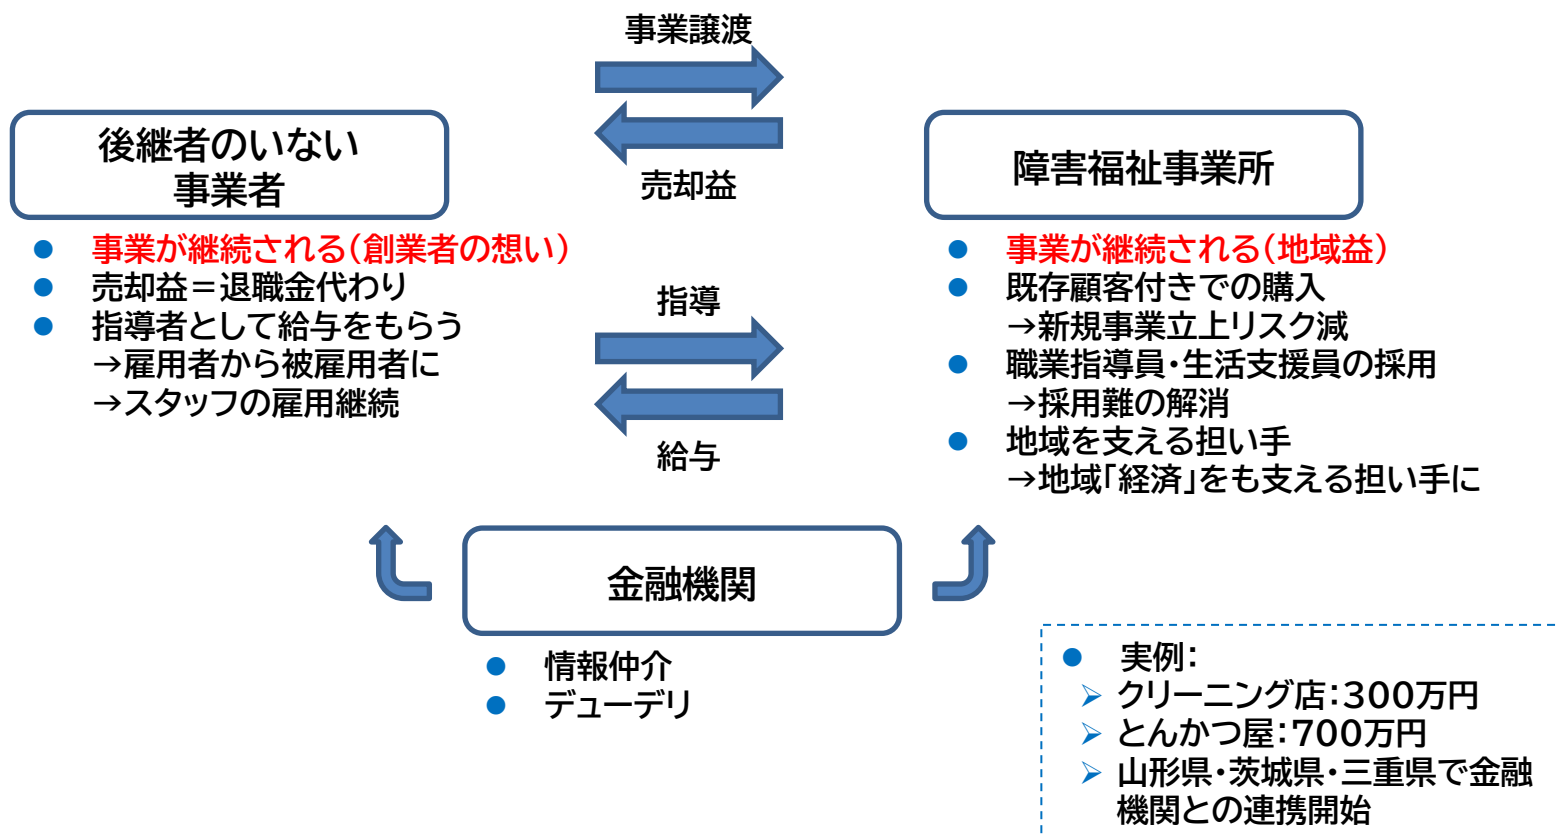 事業譲渡
売却益
後継者のいない
事業者
● 事業が継続される（創業者の想い）
● 売却益＝退職金代わり
● 指導者として給与をもらう
→雇用者から被雇用者に
→スタッフの雇用継続
指導
給与
障害福祉事業所
● 事業が継続される（地域益）
● 既存顧客付きでの購入
→新規事業立上リスク減
● 職業指導員・生活支援員の採用
→採用難の解消
● 地域を支える担い手
→地域「経済」をも支える担い手に
金融機関
● 情報仲介
● デューデリ
● 実例：
➢ クリーニング店：300万円
➢ とんかつ屋：700万円
➢ 山形県・茨城県・三重県で金融
機関との連携開始